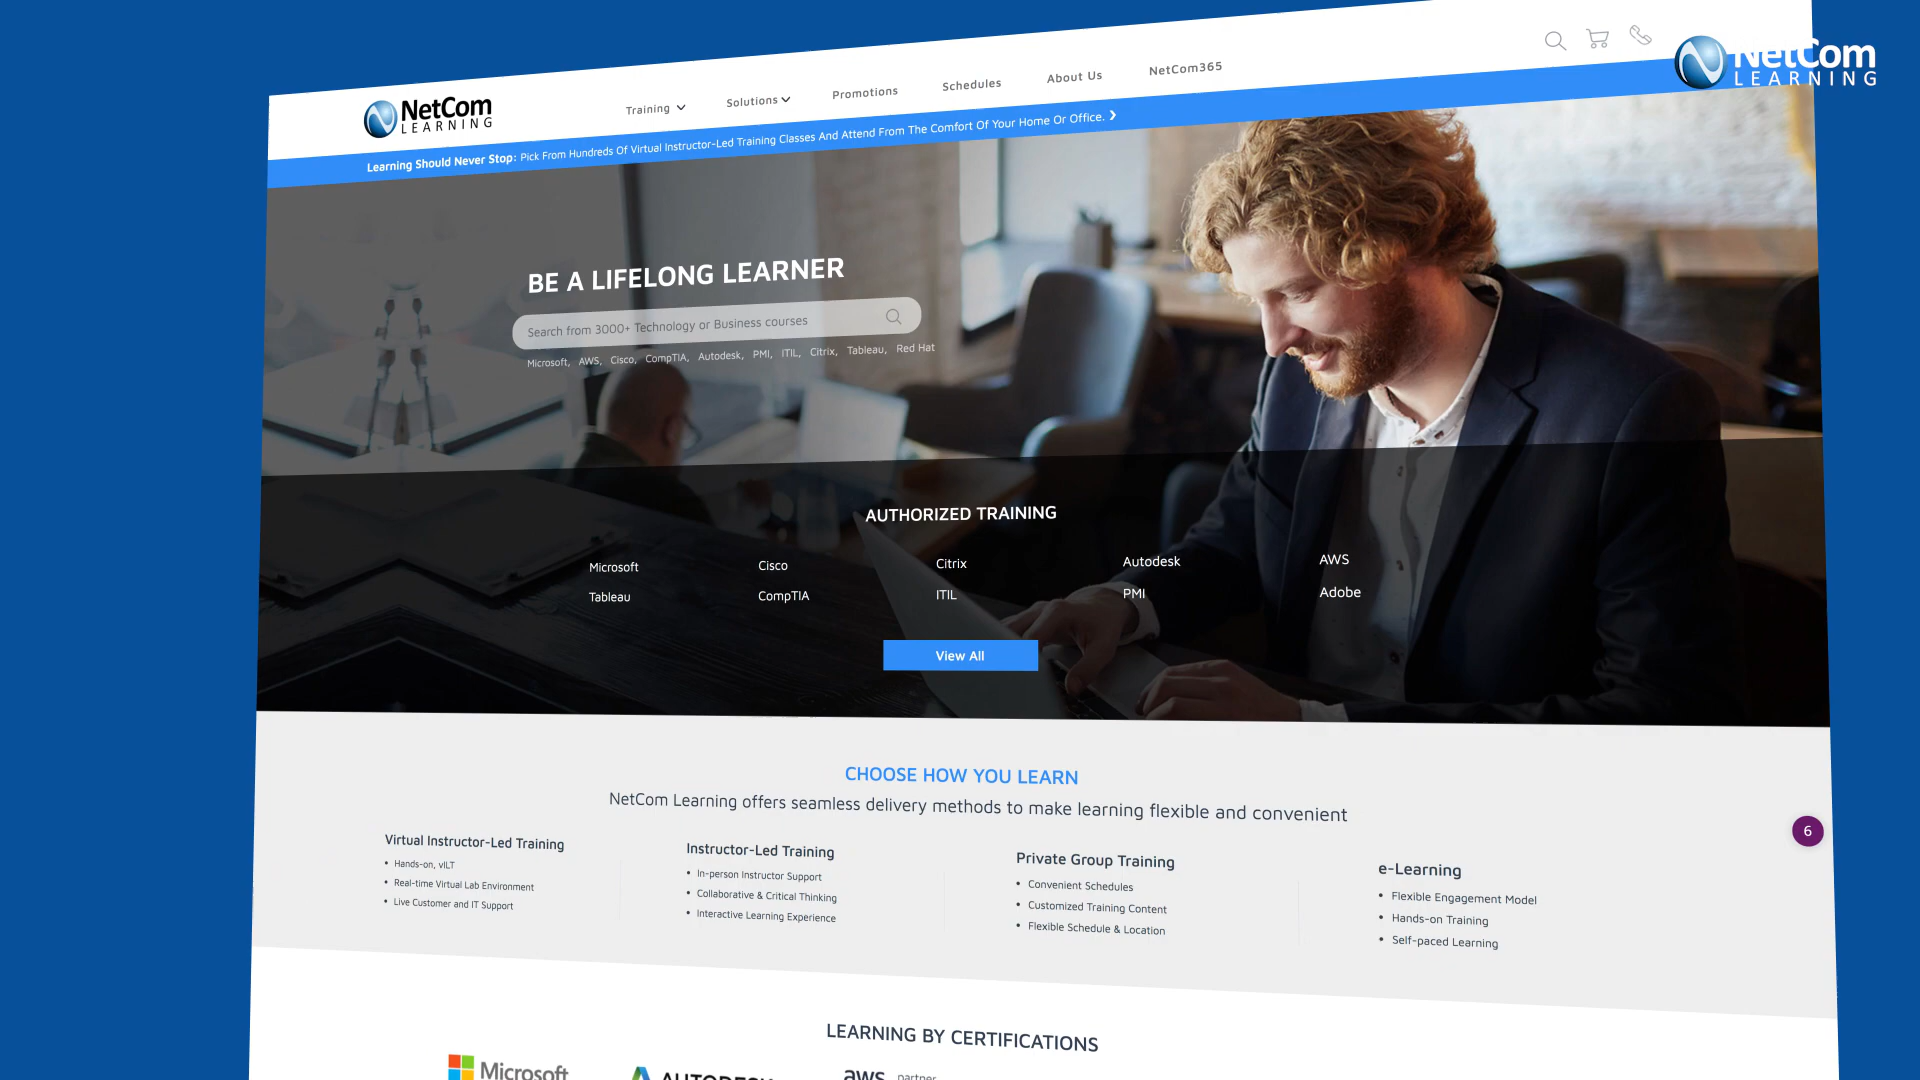 NetCom
LEARNING
Training
Solutions
Promotions
Schedules
About Us
NetCom365
NetCom
LEARNING
Learning Should Never Stop: Pick From Hundreds Of Virtual Instructor-Led Training Classes And Attend From The Comfort Of Your Home Or Office.
BE A LIFELONG LEARNER
Search from 3000+ Technology or Business courses
Microsoft, AWS, Cisco, CompTIA, Autodesk, PMI, ITIL, Citrix, Tableau, Red Hat
AUTHORIZED TRAINING
Microsoft
Cisco
Citrix
Autodesk
AWS
Tableau
CompTIA
ITIL
PMI
Adobe
View All
CHOOSE HOW YOU LEARN
NetCom Learning offers seamless delivery methods to make learning flexible and convenient
6
Virtual Instructor-Led Training
• Hands-on, vILT
• Real-time Virtual Lab Environment
• Live Customer and IT Support
Instructor-Led Training
• In-person Instructor Support
• Collaborative & Critical Thinking
• Interactive Learning Experience
Private Group Training
• Convenient Schedules
• Customized Training Content
• Flexible Schedule & Location
e-Learning
• Flexible Engagement Model
• Hands-on Training
• Self-paced Learning
LEARNING BY CERTIFICATIONS
Microsoft
AUTODESK
aws partner